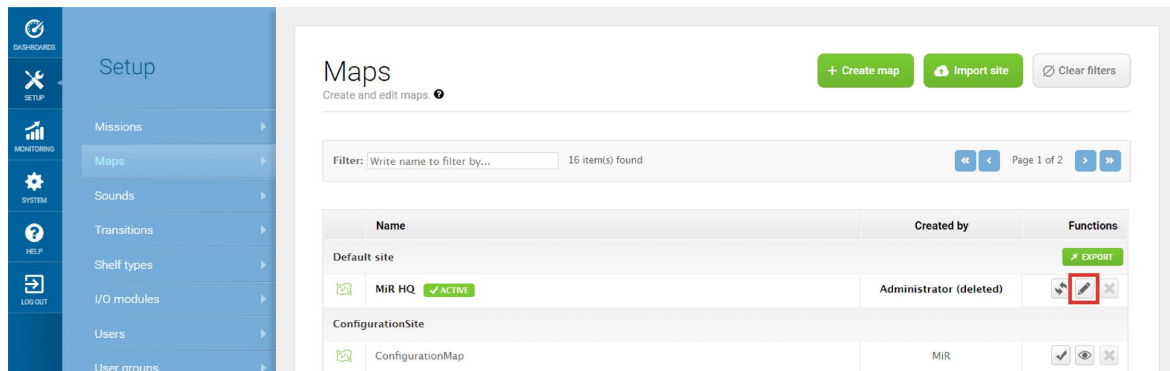 DASHBOARDS
SETUP
MONITORING
SYSTEM
HELP
LOG OUT
Setup
Missions
Maps
Sounds
Transitions
Shelf types
I/O modules
Users
User groups
Maps
Create and edit maps. ?
+ Create map
Import site
Clear filters
Filter: Write name to filter by... 16 item(s) found
Page 1 of 2
Name Created by Functions
Default site EXPORT
MiR HQ ACTIVE Administrator (deleted)
ConfigurationSite
ConfigurationMap MiR